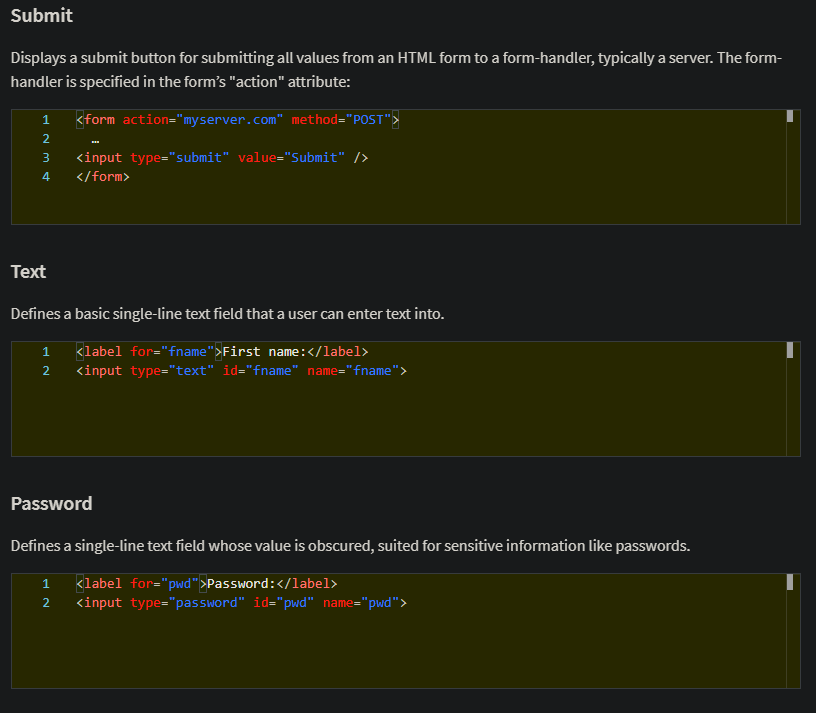 Submit
Displays a submit button for submitting all values from an HTML form to a form-handler, typically a server. The form-
handler is specified in the form’s "action" attribute:
1 <form action="myserver.com" method="POST">
2 …
3 <input type="submit" value="Submit" />
4 </form>
Text
Defines a basic single-line text field that a user can enter text into.
1 <label for="fname">First name:</label>
2 <input type="text" id="fname" name="fname">
Password
Defines a single-line text field whose value is obscured, suited for sensitive information like passwords.
1 <label for="pwd">Password:</label>
2 <input type="password" id="pwd" name="pwd">